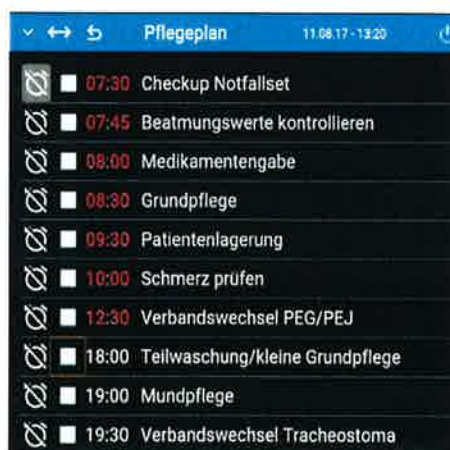 Pflegeplan 11.08.17 - 13:20
07:30 Checkup Notfallset
07:45 Beatmungswerte kontrollieren
08:00 Medikamentengabe
08:30 Grundpflege
09:30 Patientenlagerung
10:00 Schmerz prüfen
12:30 Verbandswechsel PEG/PEJ
18:00 Teilwaschung/kleine Grundpflege
19:00 Mundpflege
19:30 Verbandswechsel Tracheostoma